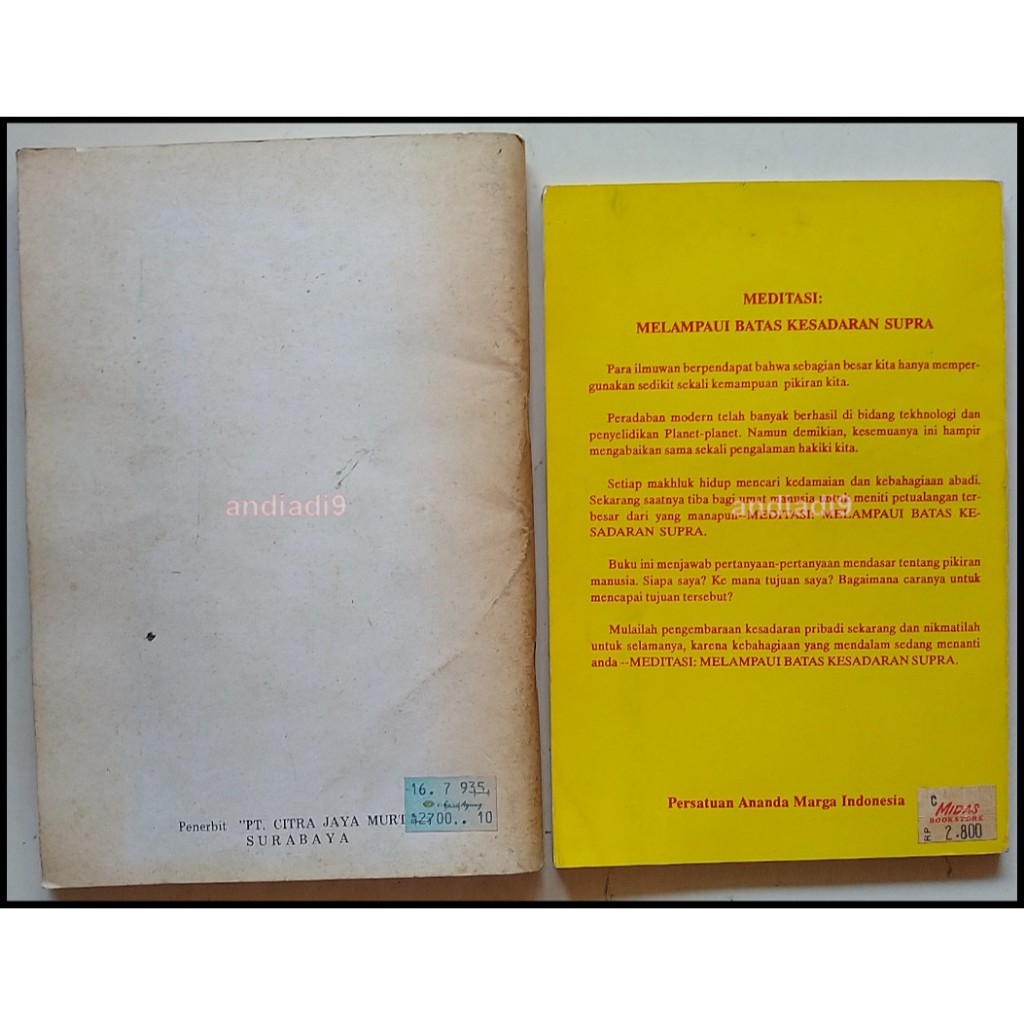 andiadi9
16. 7 935
Gunung Agung
2700.. 10
Penerbit "PT. CITRA JAYA MURT
SURABAYA
MEDITASI:
MELAMPAUI BATAS KESADARAN SUPRA
Para ilmuwan berpendapat bahwa sebagian besar kita hanya memper-
gunakan sedikit sekali kemampuan pikiran kita.
Peradaban modern telah banyak berhasil di bidang tekhnologi dan
penyelidikan Planet-planet. Namun demikian, kesemuanya ini hampir
mengabaikan sama sekali pengalaman hakiki kita.
Setiap makhluk hidup mencari kedamaian dan kebahagiaan abadi.
Sekarang saatnya tiba bagi umat manusia untuk meniti petualangan ter-
besar dari yang manapun--MEDITASI: MELAMPAUI BATAS KE-
SADARAN SUPRA.
andiadi9
Buku ini menjawab pertanyaan-pertanyaan mendasar tentang pikiran
manusia. Siapa saya? Ke mana tujuan saya? Bagaimana caranya untuk
mencapai tujuan tersebut?
Mulailah pengembaraan kesadaran pribadi sekarang dan nikmatilah
untuk selamanya, karena kebahagiaan yang mendalam sedang menanti
anda --MEDITASI: MELAMPAUI BATAS KESADARAN SUPRA.
Persatuan Ananda Marga Indonesia
C
MIDAS
BOOKSTORE
RP 2.800